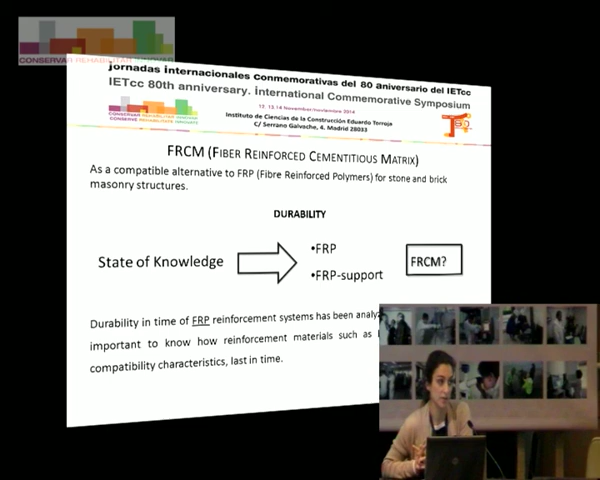 CONSERVAR REHABILITAR INNOVAR
Jornadas Internacionales Conmemorativas del 80 aniversario del IETcc
IETcc 80th anniversary. International Commemorative Symposium
12, 13, 14 November/noviembre 2014
Instituto de Ciencias de la Construcción Eduardo Torroja
C/ Serrano Galvache, 4. Madrid 28033
CONSERVAR REHABILITAR INNOVAR
CONSERVE REHABILITATE INNOVATE
FRCM (FIBER REINFORCED CEMENTITIOUS MATRIX)
As a compatible alternative to FRP (Fibre Reinforced Polymers) for stone and brick
masonry structures.
DURABILITY
State of Knowledge
•FRP
•FRP-support
FRCM?
Durability in time of FRP reinforcement systems has been
important to know how reinforcement materials such as
compatibility characteristics, last in time.